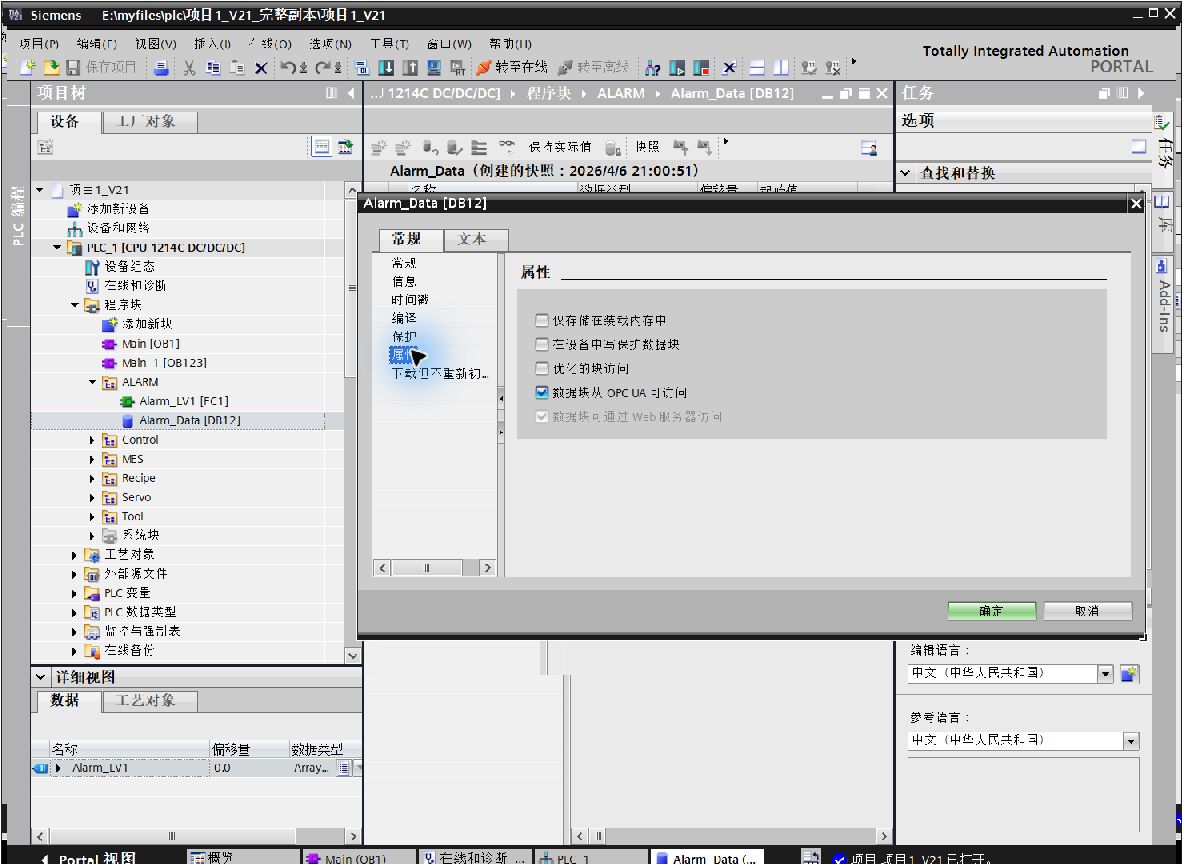 Siemens E:\myfiles\plc\项目1_V21_完整副本\项目1_V21
项目(P) 编辑(E) 视图(V) 插入(I) 在线(O) 选项(N) 工具(T) 窗口(W) 帮助(H)
保存项目 转至在线 转至离线
Totally Integrated Automation
PORTAL
项目树
设备 工厂对象
PLC 编程
项目1_V21
添加新设备
设备和网络
PLC_1 [CPU 1214C DC/DC/DC]
设备组态
在线和诊断
程序块
添加新块
Main [OB1]
Main_1 [OB123]
ALARM
Alarm_LV1 [FC1]
Alarm_Data [DB12]
Control
MES
Recipe
Servo
Tool
系统块
工艺对象
外部源文件
PLC 变量
PLC 数据类型
监控与强制表
在线备份
详细视图
数据 工艺对象
名称 偏移量 数据类型
Alarm_LV1 0.0 Array...
...1 1214C DC/DC/DC] 程序块 ALARM Alarm_Data [DB12]
保持实际值 快照
Alarm_Data（创建的快照：2026/4/6 21:00:51）
名称 数据类型 偏移量 起始值
Alarm_Data [DB12]
常规 文本
常规
信息
时间戳
编译
保护
属性
下载但不重新初...
属性
仅存储在装载内存中
在设备中写保护数据块
优化的块访问
数据块从 OPC UA 可访问
数据块可通过 Web 服务器访问
确定 取消
任务
选项
查找和替换
编辑语言：
中文（中华人民共和国）
参考语言：
中文（中华人民共和国）
任务
库
Add-Ins
Portal 视图 概览 Main (OB1) 在线和诊断 ... PLC_1 Alarm_Data (... 项目 项目1_V21 已打开。